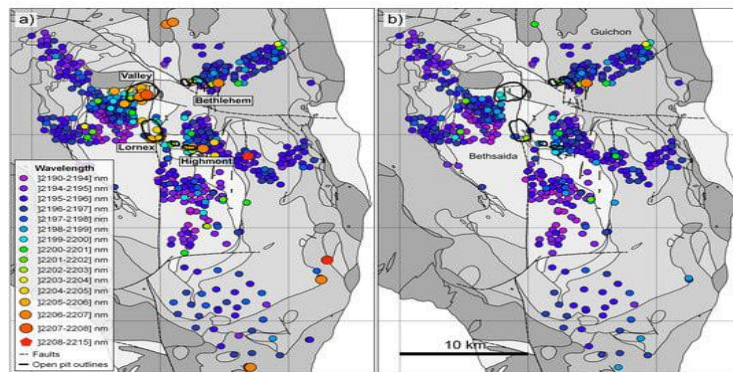 a)
Valley
Bethlehem
Lornex
Highmont
Wavelength
]2190-2194] nm
]2194-2195] nm
]2195-2196] nm
]2196-2197] nm
]2197-2198] nm
]2198-2199] nm
]2199-2200] nm
]2200-2201] nm
]2201-2202] nm
]2202-2203] nm
]2203-2204] nm
]2204-2205] nm
]2205-2206] nm
]2206-2207] nm
]2207-2208] nm
]2208-2215] nm
Faults
Open pit outlines
b)
Guichon
Bethsaida
10 km